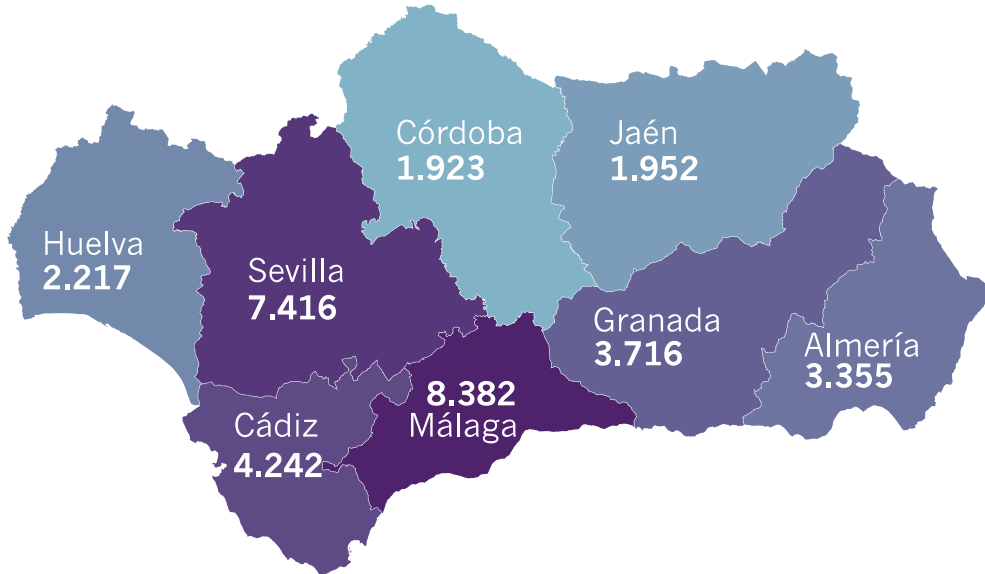 Córdoba
1.923
Jaén
1.952
Huelva
2.217
Sevilla
7.416
Granada
3.716
Almería
3.355
8.382
Málaga
Cádiz
4.242